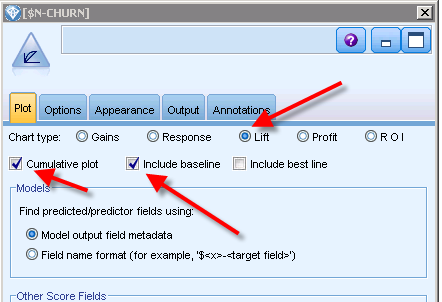 [$N-CHURN]
?
Plot Options Appearance Output Annotations
Chart type: Gains Response Lift Profit R O I
Cumulative plot Include baseline Include best line
Models
Find predicted/predictor fields using:
Model output field metadata
Field name format (for example, '$<x>-<target field>')
Other Score Fields